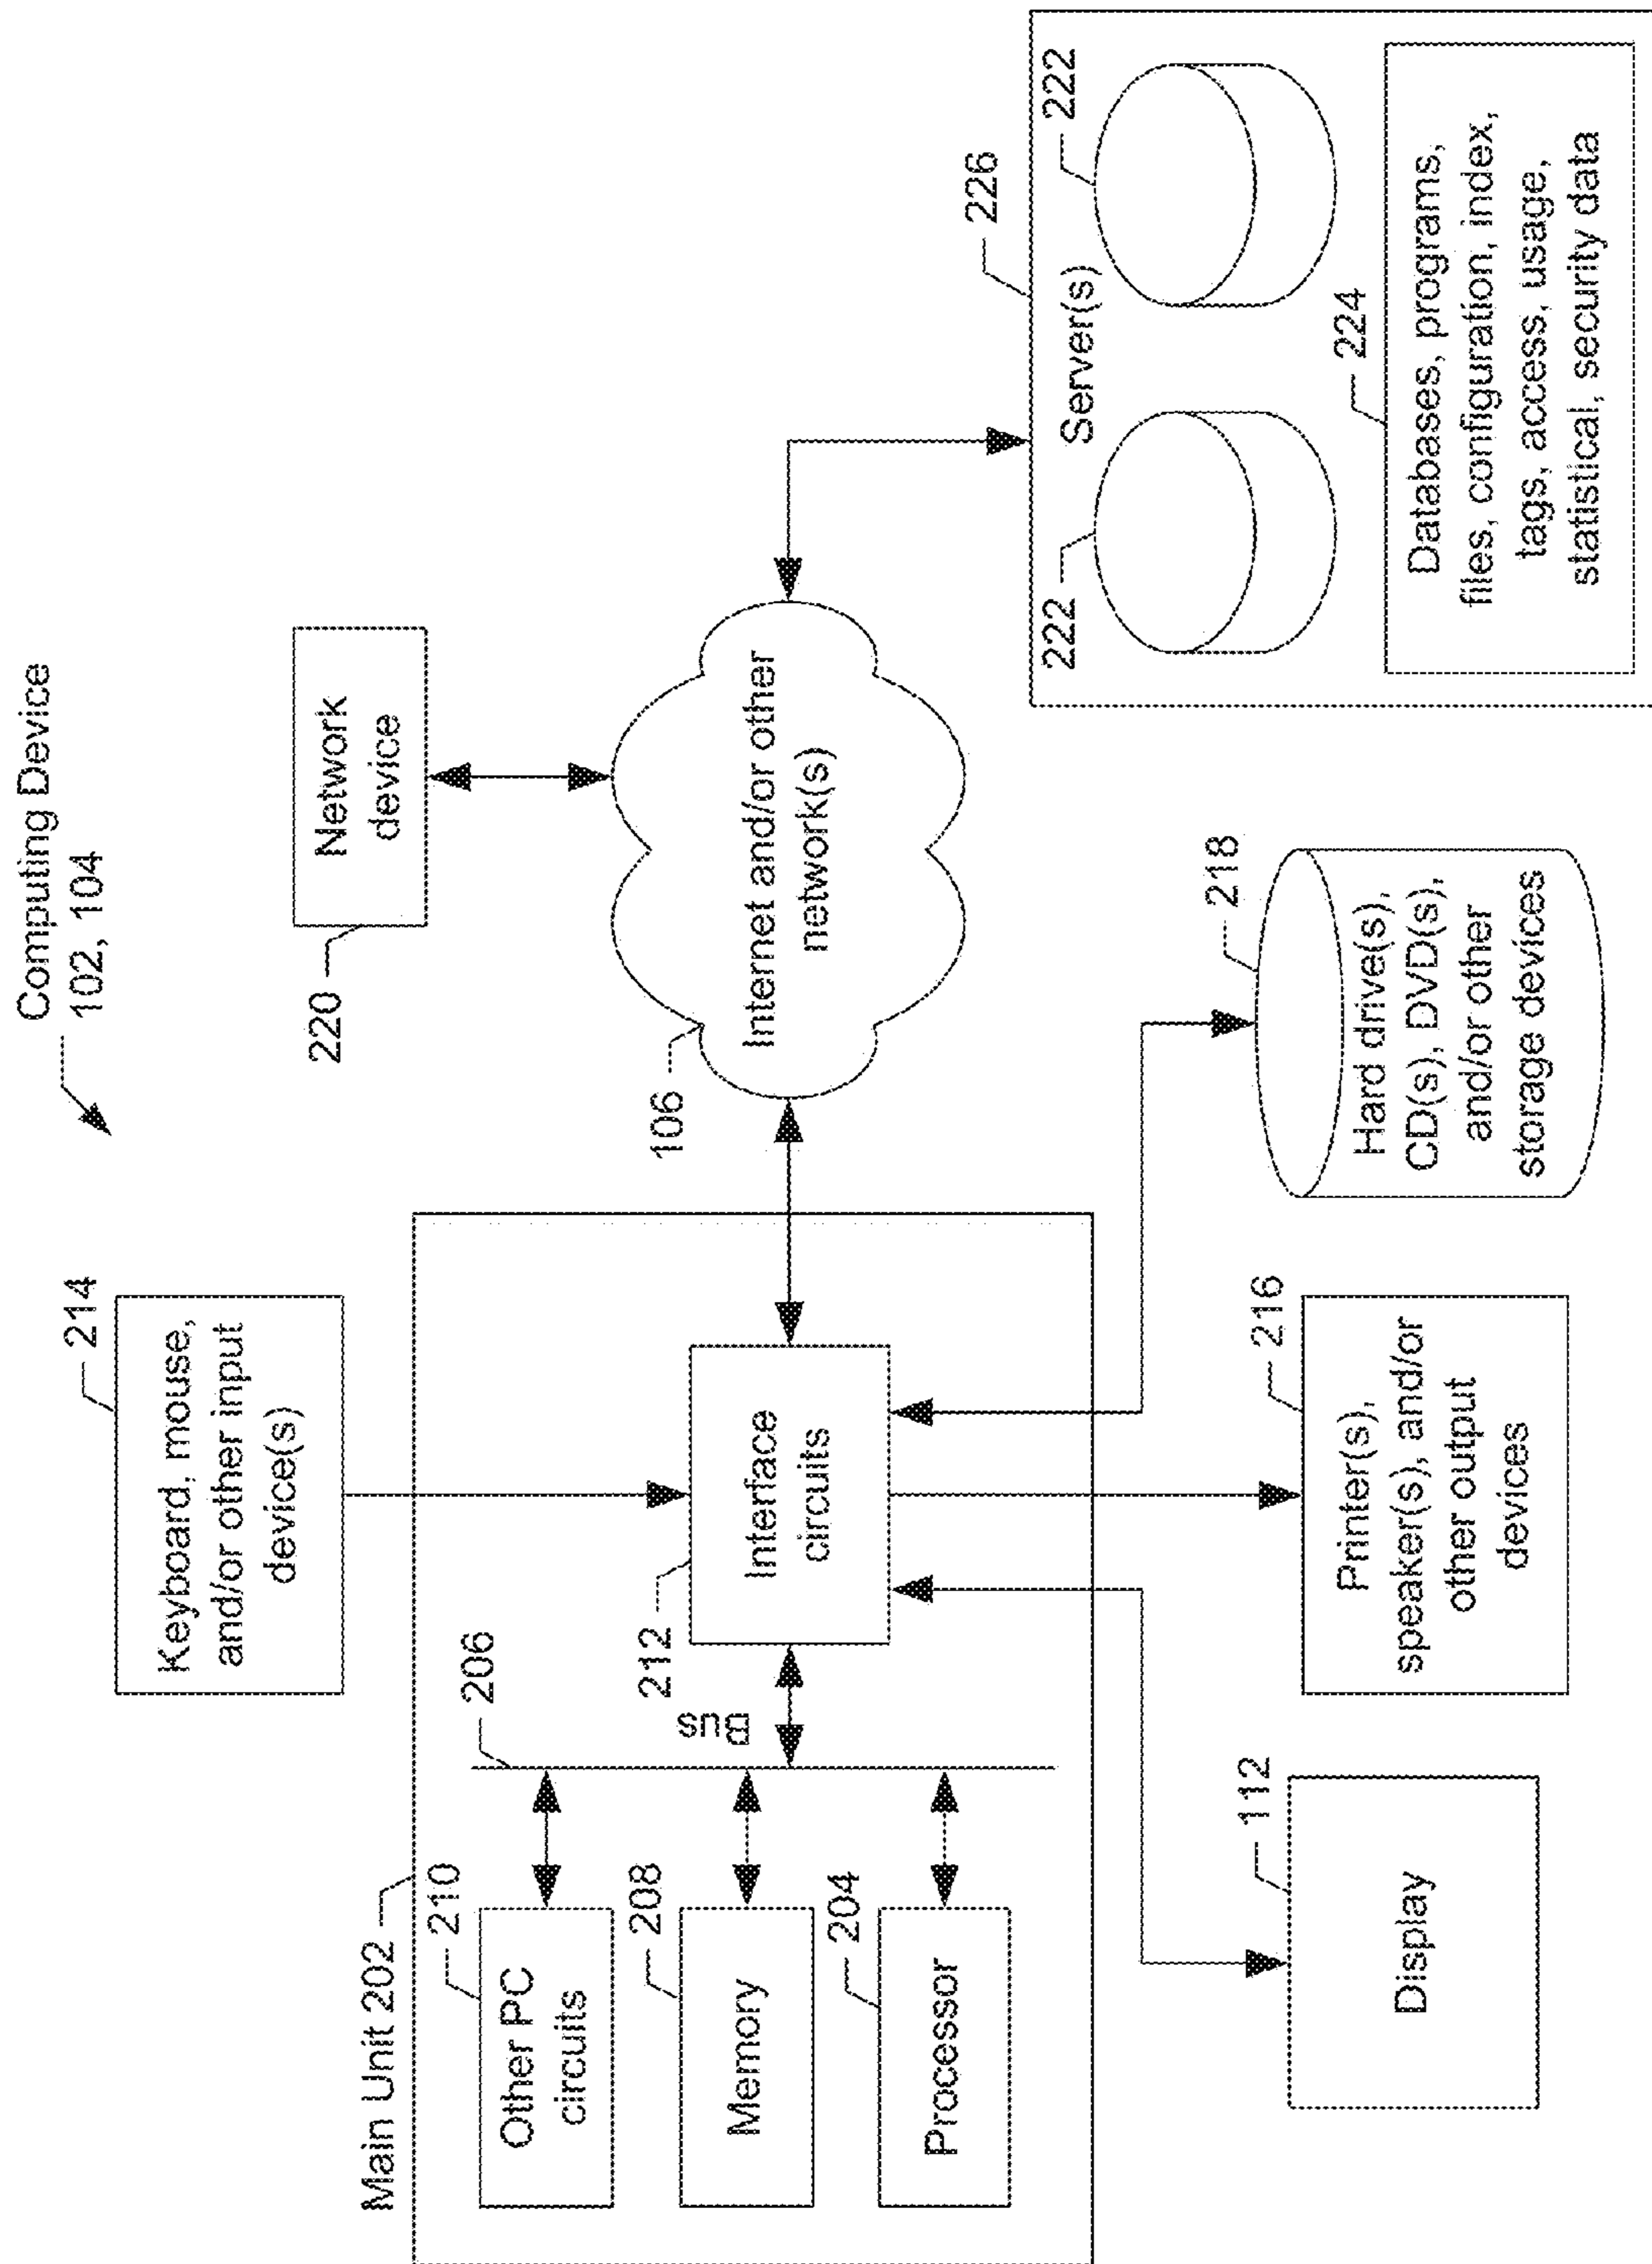 Computing Device
102, 104
214
Keyboard, mouse,
and/or other input
device(s)
Main Unit 202
210
Other PC
circuits
208
Memory
204
Processor
206
Bus
212
Interface
circuits
220
Network
device
106
Internet and/or other
network(s)
226
Server(s)
222
222
224
Databases, programs,
files, configuration, index,
tags, access, usage,
statistical, security data
112
Display
216
Printer(s),
speaker(s), and/or
other output
devices
218
Hard drive(s),
CD(s), DVD(s),
and/or other
storage devices